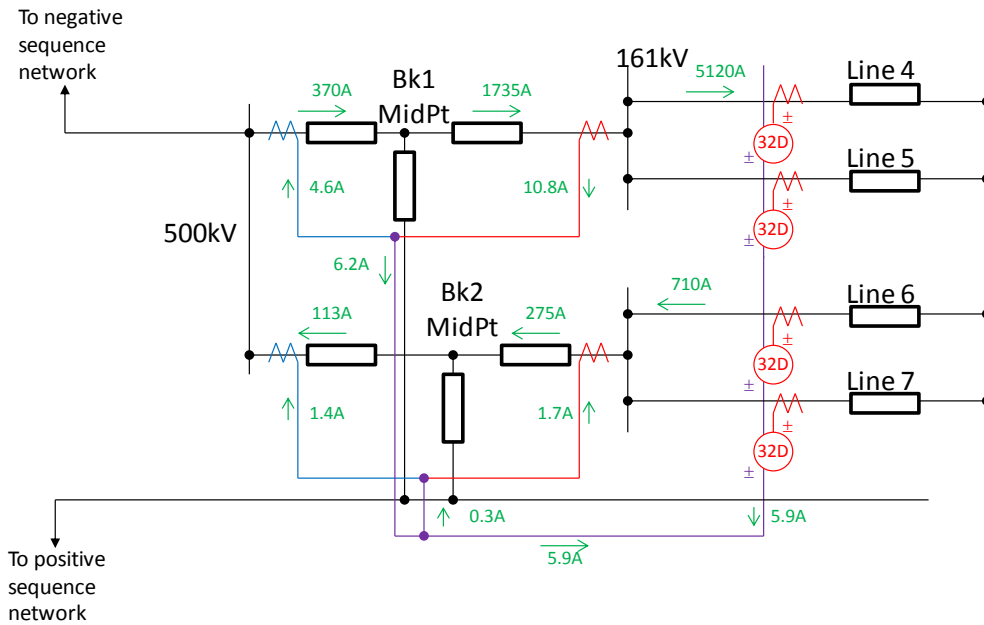 To negative
sequence
network
370A
Bk1
MidPt
1735A
161kV
5120A
Line 4
±
32D
±
4.6A
10.8A
Line 5
±
32D
±
500kV
6.2A
Bk2
MidPt
113A
275A
710A
Line 6
±
32D
±
1.4A
1.7A
Line 7
±
32D
±
0.3A
5.9A
5.9A
To positive
sequence
network